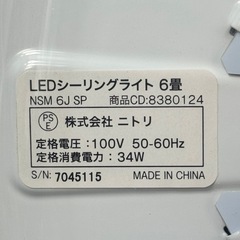 LEDシーリングライト 6畳
NSM 6J SP 商品CD:8380124
PSE 株式会社 ニトリ
定格電圧:100V 50-60Hz
定格消費電力:34W
S/N: 7045115 MADE IN CHINA